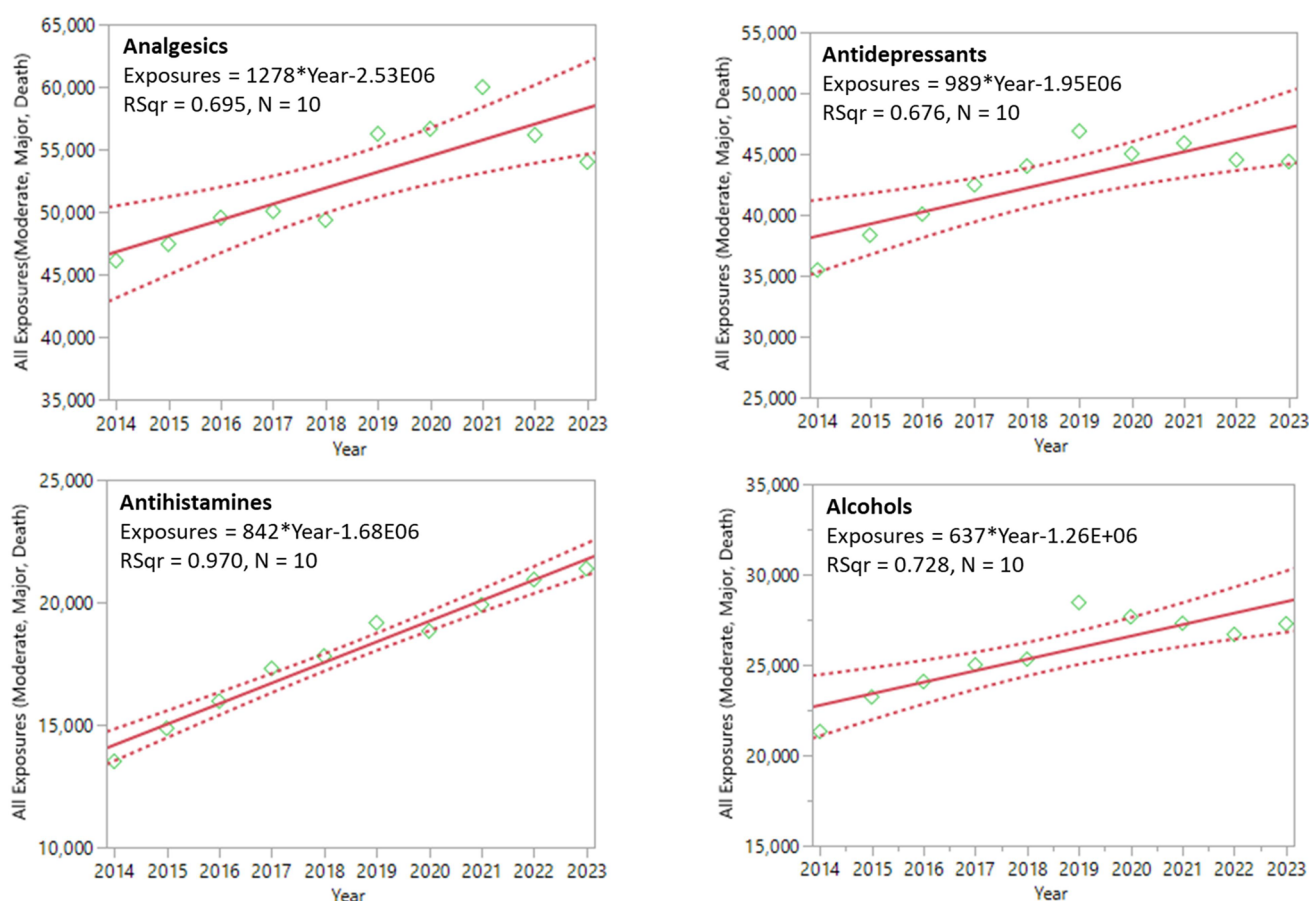 Analgesics
Exposures = 1278*Year-2.53E06
RSqr = 0.695, N = 10
All Exposures(Moderate, Major, Death)
65,000
60,000
55,000
50,000
45,000
40,000
35,000
2014 2015 2016 2017 2018 2019 2020 2021 2022 2023
Year
Antidepressants
Exposures = 989*Year-1.95E06
RSqr = 0.676, N = 10
All Exposures (Moderate, Major, Death)
55,000
50,000
45,000
40,000
35,000
30,000
25,000
2014 2015 2016 2017 2018 2019 2020 2021 2022 2023
Year
Antihistamines
Exposures = 842*Year-1.68E06
RSqr = 0.970, N = 10
All Exposures (Moderate, Major, Death)
25,000
20,000
15,000
10,000
2014 2015 2016 2017 2018 2019 2020 2021 2022 2023
Year
Alcohols
Exposures = 637*Year-1.26E+06
RSqr = 0.728, N = 10
All Exposures (Moderate, Major, Death)
35,000
30,000
25,000
20,000
15,000
2014 2015 2016 2017 2018 2019 2020 2021 2022 2023
Year